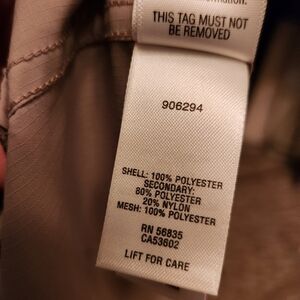 THIS TAG MUST NOT
BE REMOVED
906294
SHELL: 100% POLYESTER
SECONDARY:
80% POLYESTER
20% NYLON
MESH: 100% POLYESTER
RN 56835
CA53602
LIFT FOR CARE